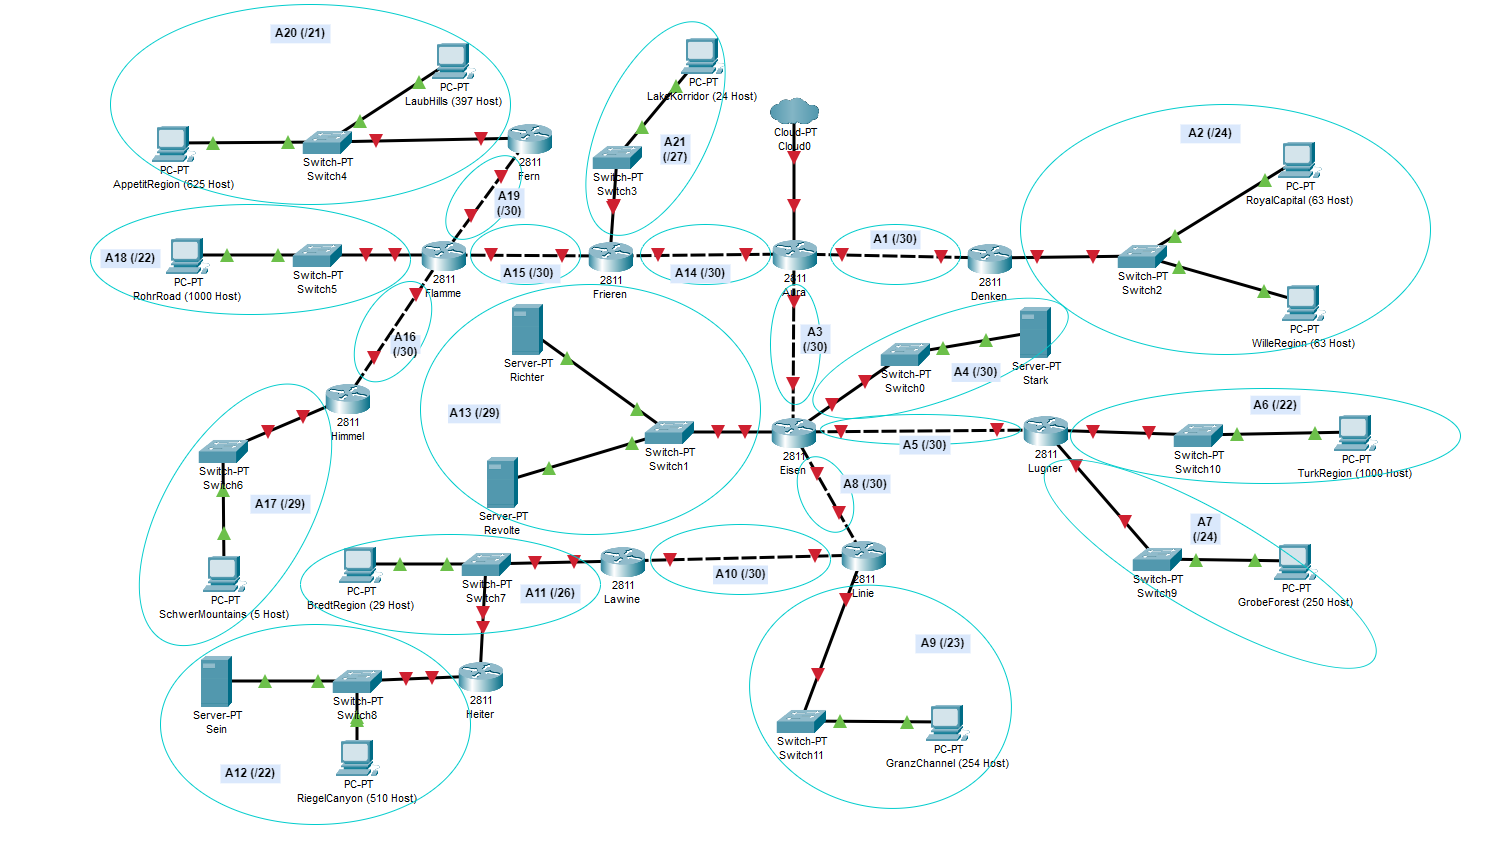 A20 (/21)
PC-PT
LaubHills (397 Host)
PC-PT
AppetitRegion (625 Host)
Switch-PT
Switch4
2811
Fern
A19
(/30)
PC-PT
LakeKorridor (24 Host)
A21
(/27)
Switch-PT
Switch3
Cloud-PT
Cloud0
A2 (/24)
PC-PT
RoyalCapital (63 Host)
Switch-PT
Switch2
PC-PT
WilleRegion (63 Host)
A18 (/22)
PC-PT
RohrRoad (1000 Host)
Switch-PT
Switch5
2811
Flamme
A15 (/30)
2811
Frieren
A14 (/30)
2811
Aura
A1 (/30)
2811
Denken
A16
(/30)
A3
(/30)
Server-PT
Richter
A13 (/29)
Switch-PT
Switch1
Server-PT
Revolte
Switch-PT
Switch0
A4 (/30)
Server-PT
Stark
2811
Himmel
Switch-PT
Switch6
A17 (/29)
PC-PT
SchwerMountains (5 Host)
2811
Eisen
A5 (/30)
2811
Lugner
A6 (/22)
Switch-PT
Switch10
PC-PT
TurkRegion (1000 Host)
A8 (/30)
A7
(/24)
Switch-PT
Switch9
PC-PT
GrobeForest (250 Host)
PC-PT
BredtRegion (29 Host)
Switch-PT
Switch7
A11 (/26)
2811
Lawine
A10 (/30)
2811
Linie
A9 (/23)
Switch-PT
Switch11
PC-PT
GranzChannel (254 Host)
Server-PT
Sein
Switch-PT
Switch8
2811
Heiter
A12 (/22)
PC-PT
RiegelCanyon (510 Host)